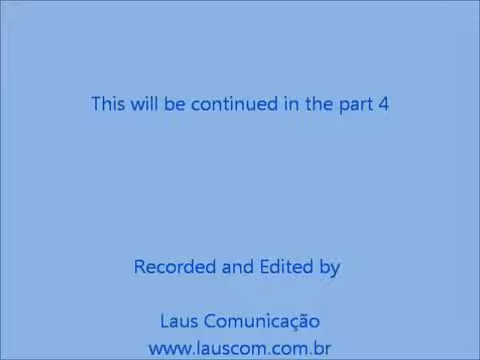 This will be continued in the part 4
Recorded and Edited by
Laus Comunicação
www.lauscom.com.br